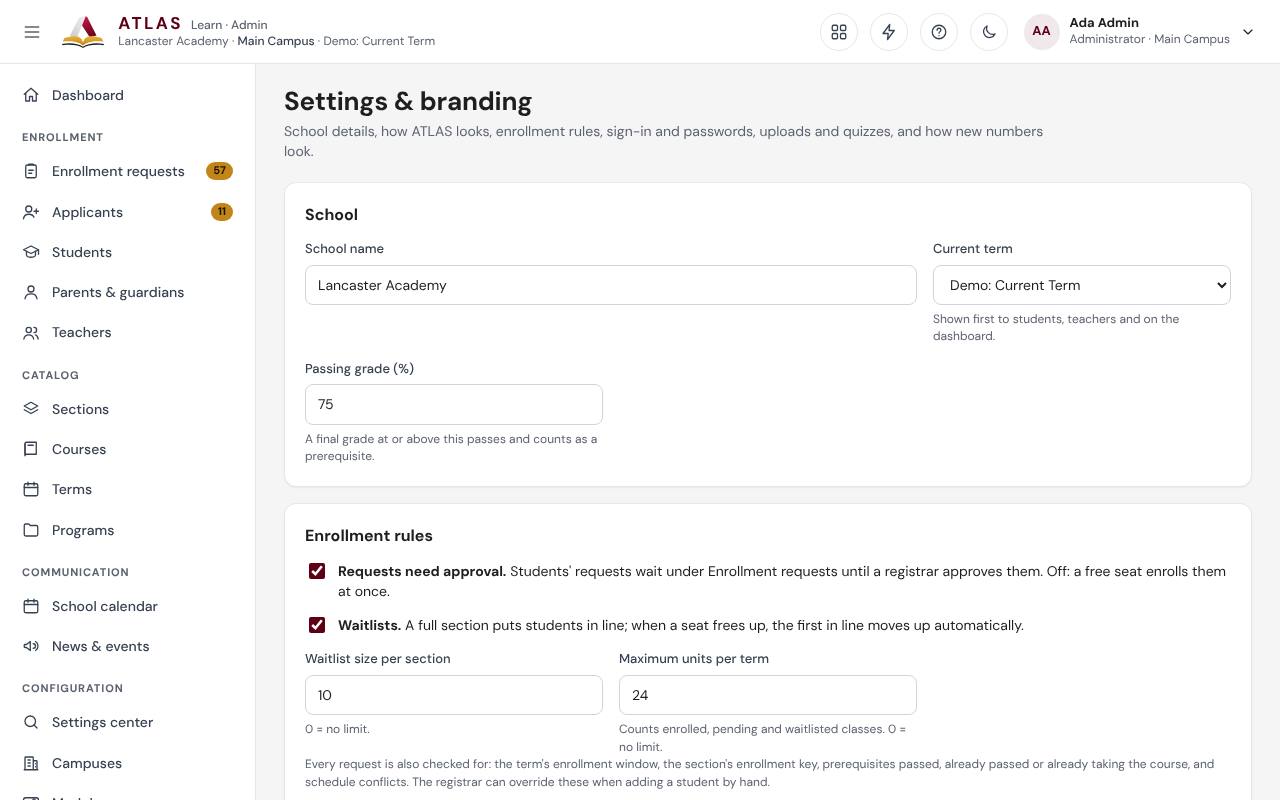 ATLAS Learn · Admin
Lancaster Academy · Main Campus · Demo: Current Term
AA
Ada Admin
Administrator · Main Campus
Dashboard
ENROLLMENT
Enrollment requests 57
Applicants 11
Students
Parents & guardians
Teachers
CATALOG
Sections
Courses
Terms
Programs
COMMUNICATION
School calendar
News & events
CONFIGURATION
Settings center
Campuses
Settings & branding
School details, how ATLAS looks, enrollment rules, sign-in and passwords, uploads and quizzes, and how new numbers
look.
School
School name
Lancaster Academy
Current term
Demo: Current Term
Shown first to students, teachers and on the
dashboard.
Passing grade (%)
75
A final grade at or above this passes and counts as a
prerequisite.
Enrollment rules
Requests need approval. Students' requests wait under Enrollment requests until a registrar approves them. Off: a free seat enrolls them
at once.
Waitlists. A full section puts students in line; when a seat frees up, the first in line moves up automatically.
Waitlist size per section
10
0 = no limit.
Maximum units per term
24
Counts enrolled, pending and waitlisted classes. 0 =
no limit.
Every request is also checked for: the term's enrollment window, the section's enrollment key, prerequisites passed, already passed or already taking the course, and
schedule conflicts. The registrar can override these when adding a student by hand.